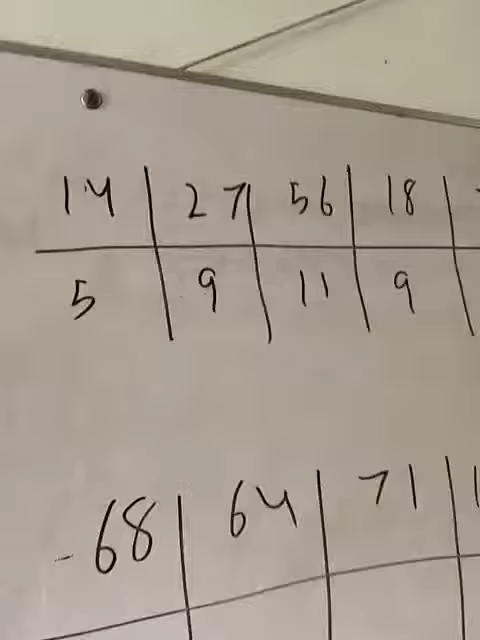 14 | 27 | 56 | 18 |
5 | 9 | 11 | 9 |
-68 | 64 | 71 |